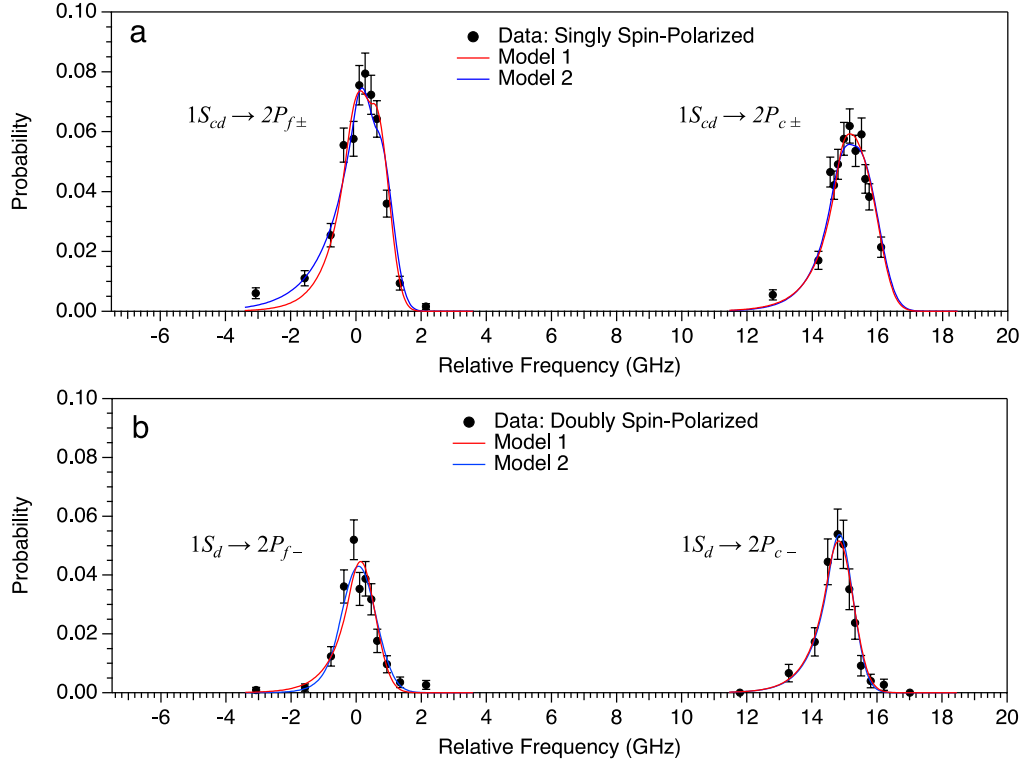 a
Data: Singly Spin-Polarized
Model 1
Model 2
1S_cd → 2P_f±
1S_cd → 2P_c±
Probability
0.10
0.08
0.06
0.04
0.02
0.00
-6 -4 -2 0 2 4 6 8 10 12 14 16 18 20
Relative Frequency (GHz)
b
Data: Doubly Spin-Polarized
Model 1
Model 2
1S_d → 2P_f−
1S_d → 2P_c−
Probability
0.10
0.08
0.06
0.04
0.02
0.00
-6 -4 -2 0 2 4 6 8 10 12 14 16 18 20
Relative Frequency (GHz)